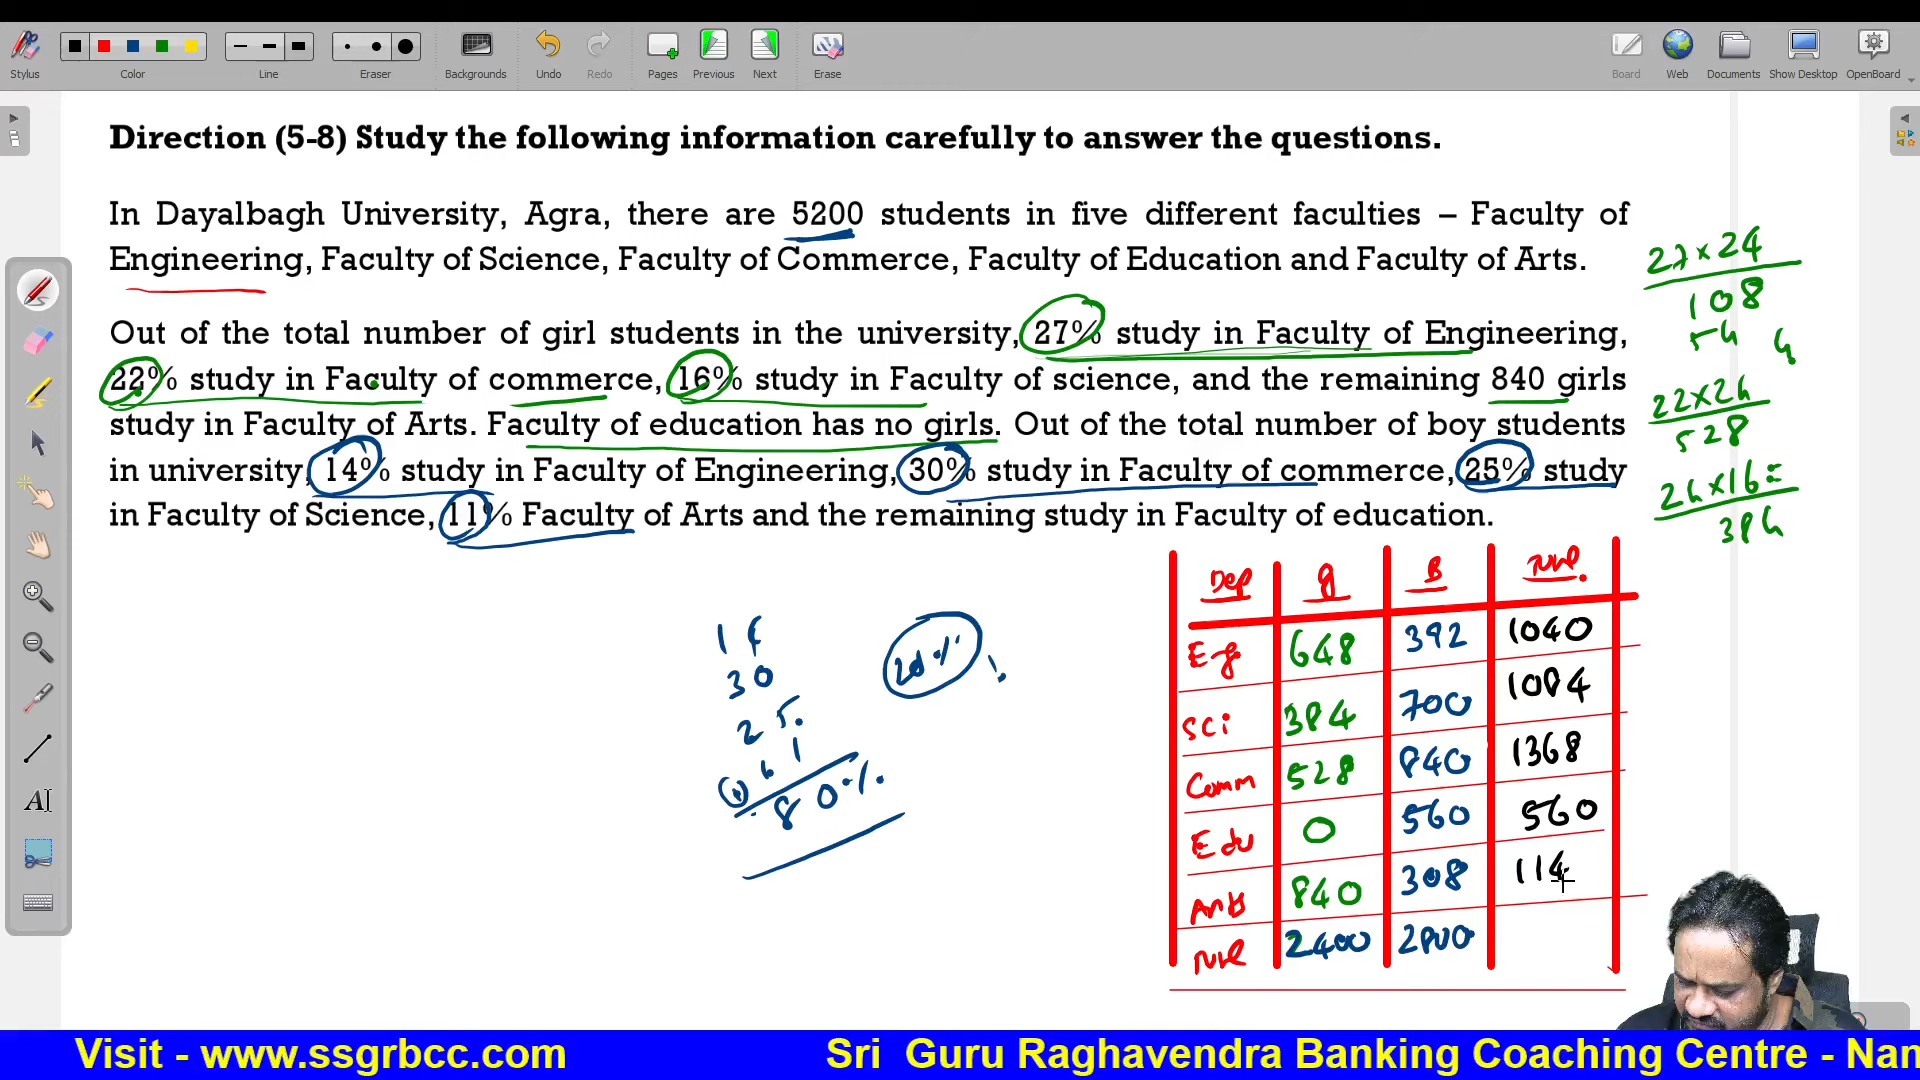 Stylus
Color
Line
Eraser
Backgrounds
Undo
Redo
Pages
Previous
Next
Erase
Board
Web
Documents
Show Desktop
OpenBoard
Direction (5-8) Study the following information carefully to answer the questions.
In Dayalbagh University, Agra, there are 5200 students in five different faculties – Faculty of
Engineering, Faculty of Science, Faculty of Commerce, Faculty of Education and Faculty of Arts.
Out of the total number of girl students in the university, 27% study in Faculty of Engineering,
22% study in Faculty of commerce, 16% study in Faculty of science, and the remaining 840 girls
study in Faculty of Arts. Faculty of education has no girls. Out of the total number of boy students
in university, 14% study in Faculty of Engineering, 30% study in Faculty of commerce, 25% study
in Faculty of Science, 11% Faculty of Arts and the remaining study in Faculty of education.
27 × 24
108
54 4
22 × 24
528
24 × 16 =
384
14
30
25.
80%.
20%
Dep g B
648 392 1040
Sci 384 700 1084
Comm 528 840 1368
Edu 0 560 560
Arts 840 308 114
2400 2800
Visit - www.ssgrbcc.com Sri Guru Raghavendra Banking Coaching Centre - Nan